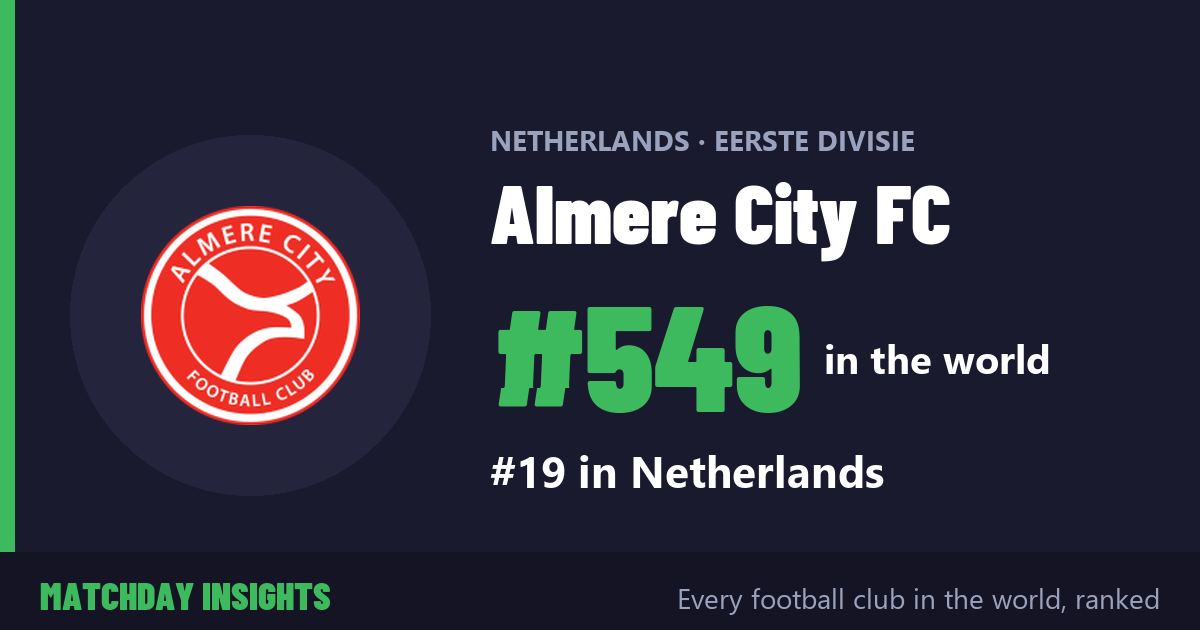 NETHERLANDS · EERSTE DIVISIE
Almere City FC
ALMERE CITY
FOOTBALL CLUB
#549 in the world
#19 in Netherlands
MATCHDAY INSIGHTS
Every football club in the world, ranked